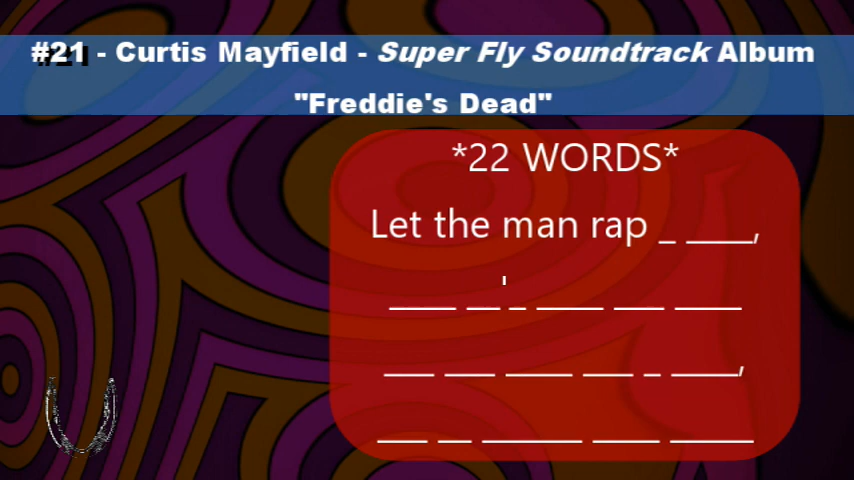 #21 - Curtis Mayfield - Super Fly Soundtrack Album
"Freddie's Dead"
*22 WORDS*
Let the man rap _ ____,
____ __'_ ____ ___ ____
___ ___ ____ ___ _ ____,
___ __ ______ ____ _____